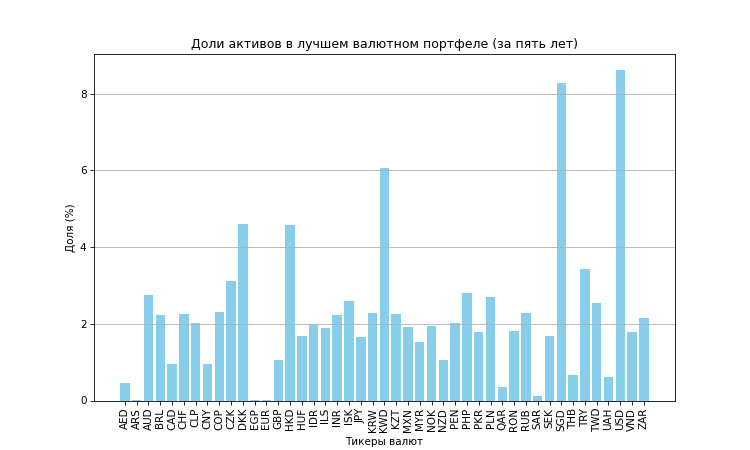 Доли активов в лучшем валютном портфеле (за пять лет)
Доля (%)
8
6
4
2
0
AED ARS AUD BRL CAD CHF CLP CNY COP CZK DKK EGP EUR GBP HKD HUF IDR ILS INR ISK JPY KRW KWD KZT MXN MYR NOK NZD PEN PHP PKR PLN QAR RON RUB SAR SEK SGD THB TRY TWD UAH USD VND ZAR
Тикеры валют